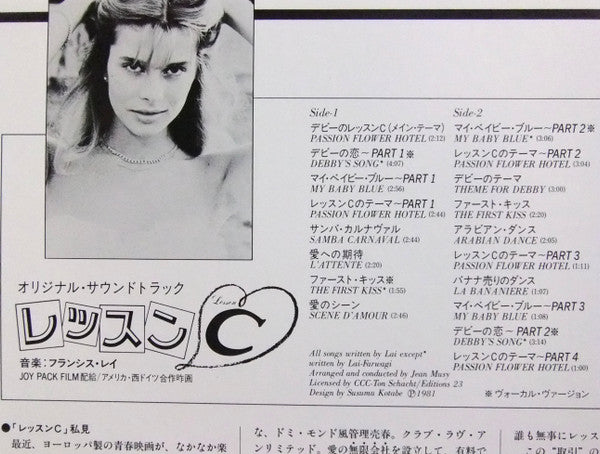 Side-1
デビーのレッスンC(メイン・テーマ)
PASSION FLOWER HOTEL (2:12)
デビーの恋〜PART 1※
DEBBY'S SONG* (4:07)
マイ・ベイビー・ブルー〜PART 1
MY BABY BLUE (2:56)
レッスンCのテーマ〜PART 1
PASSION FLOWER HOTEL (2:44)
サンバ・カルナヴァル
SAMBA CARNAVAL (2:44)
愛への期待
L'ATTENTE (2:20)
ファースト・キッス※
THE FIRST KISS* (1:55)
愛のシーン
SCENE D'AMOUR (2:46)
Side-2
マイ・ベイビー・ブルー〜PART 2※
MY BABY BLUE* (3:06)
レッスンCのテーマ〜PART 2
PASSION FLOWER HOTEL (3:04)
デビーのテーマ
THEME FOR DEBBY (3:00)
ファースト・キッス
THE FIRST KISS (2:20)
アラビアン・ダンス
ARABIAN DANCE (2:05)
レッスンCのテーマ〜PART 3
PASSION FLOWER HOTEL (1:11)
バナナ売りのダンス
LA BANANIERE (1:07)
マイ・ベイビー・ブルー〜PART 3
MY BABY BLUE (1:08)
デビーの恋〜PART 2※
DEBBY'S SONG* (3:14)
レッスンCのテーマ〜PART 4
PASSION FLOWER HOTEL (1:00)
※ヴォーカル・ヴァージョン
オリジナル・サウンドトラック
レッスン
Lesson
C
音楽:フランシス・レイ
JOY PACK FILM配給/アメリカ・西ドイツ合作映画
All songs written by Lai except*
written by Lai-Farwagi
Arranged and conducted by Jean Musy
Licensed by CCC-Ton Schacht/Editions 23
Design by Susumu Kotabe Ⓟ1981
●「レッスンC」私見
最近、ヨーロッパ製の青春映画が、なかなか楽
な、ドミ・モンド風管理売春。クラブ・ラヴ・ア
ンリミテッド。愛の無限会社を設立して、有料で
誰も無事にレッス
この"取引"の